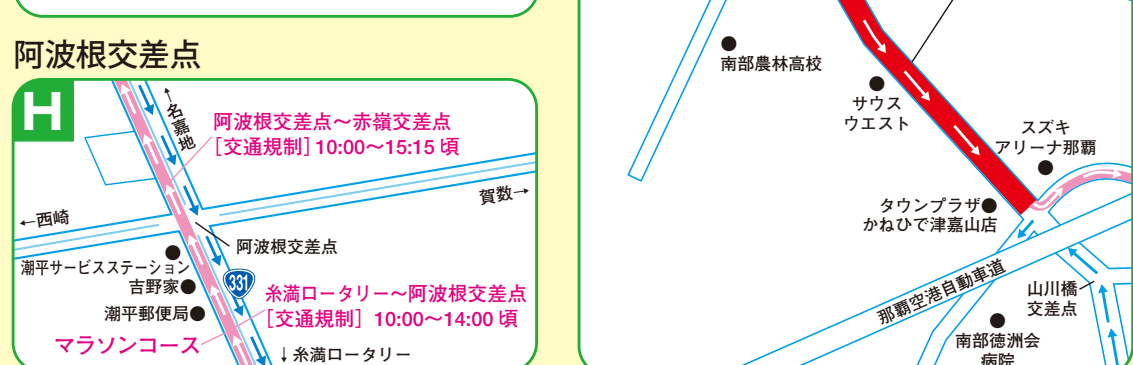 阿波根交差点
H
↑名嘉地
阿波根交差点～赤嶺交差点
［交通規制］10:00～15:15 頃
←西崎
賀数→
阿波根交差点
潮平サービスステーション
吉野家
331
潮平郵便局
糸満ロータリー～阿波根交差点
［交通規制］10:00～14:00 頃
マラソンコース
↓糸満ロータリー
南部農林高校
サウス
ウエスト
スズキ
アリーナ那覇
タウンプラザ
かねひで津嘉山店
那覇空港自動車道
山川橋
交差点
南部徳洲会
病院